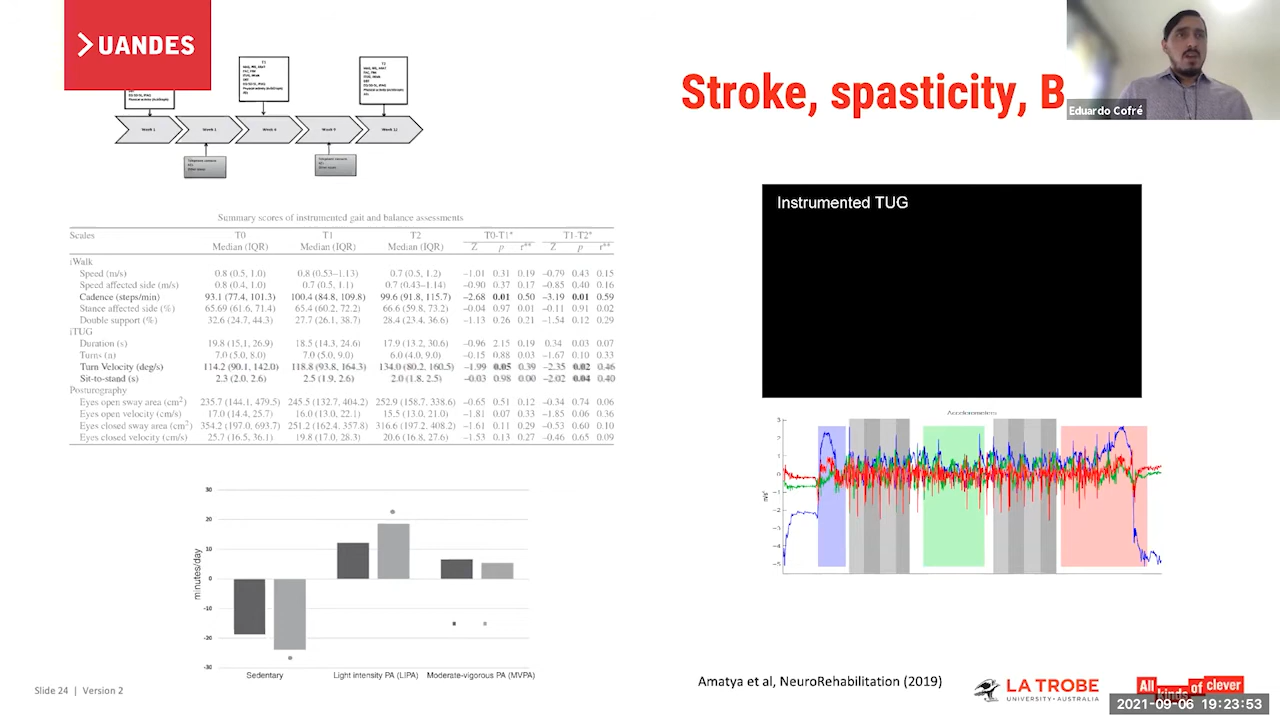 UANDES
Stroke, spasticity, B
Eduardo Cofré
Physical activity (ActiGraph)
Week 1
Week 12
Instrumented TUG
Summary scores of instrumented gait and balance assessments
Scales T0 T1 T2 T0-T1* T1-T2*
Median (IQR) Median (IQR) Median (IQR) Z p r** Z p r**
iWalk
Speed (m/s) 0.8 (0.5, 1.0) 0.8 (0.53–1.13) 0.7 (0.5, 1.2) –1.01 0.31 0.19 –0.79 0.43 0.15
Speed affected side (m/s) 0.8 (0.4, 1.0) 0.7 (0.5, 1.1) 0.7 (0.43-1.14) –0.90 0.37 0.17 –0.85 0.40 0.16
Cadence (steps/min) 93.1 (77.4, 101.3) 100.4 (84.8, 109.8) 99.6 (91.8, 115.7) –2.68 0.01 0.50 –3.19 0.01 0.59
Stance affected side (%) 65.69 (61.6, 71.4) 65.4 (60.2, 72.2) 66.6 (59.8, 73.2) –0.04 0.97 0.01 –0.11 0.91 0.02
Double support (%) 32.6 (24.7, 44.3) 27.7 (26.1, 38.7) 28.4 (23.4, 36.6) –1.13 0.26 0.21 –1.54 0.12 0.29
iTUG
Duration (s) 19.8 (15,1, 26.9) 18.5 (14.3, 24.6) 17.9 (13.2, 30.6) –0.96 2.15 0.19 0.34 0.03 0.07
Turns (n) 7.0 (5.0, 8.0) 7.0 (5.0, 9.0) 6.0 (4.0, 9.0) –0.15 0.88 0.03 –1.67 0.10 0.33
Turn Velocity (deg/s) 114.2 (90.1, 142.0) 118.8 (93.8, 164.3) 134.0 (80.2, 160.5) –1.99 0.05 0.39 –2.35 0.02 0.46
Sit-to-stand (s) 2.3 (2.0, 2.6) 2.5 (1.9, 2.6) 2.0 (1.8, 2.5) –0.03 0.98 0.00 –2.02 0.04 0.40
Posturography
Eyes open sway area (cm²) 235.7 (144.1, 479.5) 245.5 (132.7, 404.2) 252.9 (158.7, 338.6) –0.65 0.51 0.12 –0.34 0.74 0.06
Eyes open velocity (cm/s) 17.0 (14.4, 25.7) 16.0 (13.0, 22.1) 15.5 (13.0, 21.0) –1.81 0.07 0.33 –1.85 0.06 0.36
Eyes closed sway area (cm²) 354.2 (197.0, 693.7) (162.4, 357.8) 316.6 (197.2, 408.2) –1.61 0.11 0.29 –0.53 0.60 0.10
Eyes closed velocity (cm/s) 25.7 (16.5, 36.1) 19.8 (17.0, 28.3) 20.6 (16.8, 27.6) –1.53 0.13 0.27 –0.46 0.65 0.09
Accelerometers
m/s²
3
2
1
0
–1
–2
–3
–4
–5
minutes/day
30
20
10
0
-10
-20
-30
Sedentary Light intensity PA (LIPA) Moderate-vigorous PA (MVPA)
Slide 24 | Version 2
Amatya et al, NeuroRehabilitation (2019)
LA TROBE
UNIVERSITY · AUSTRALIA
All kinds of clever
2021-09-06 19:23:53